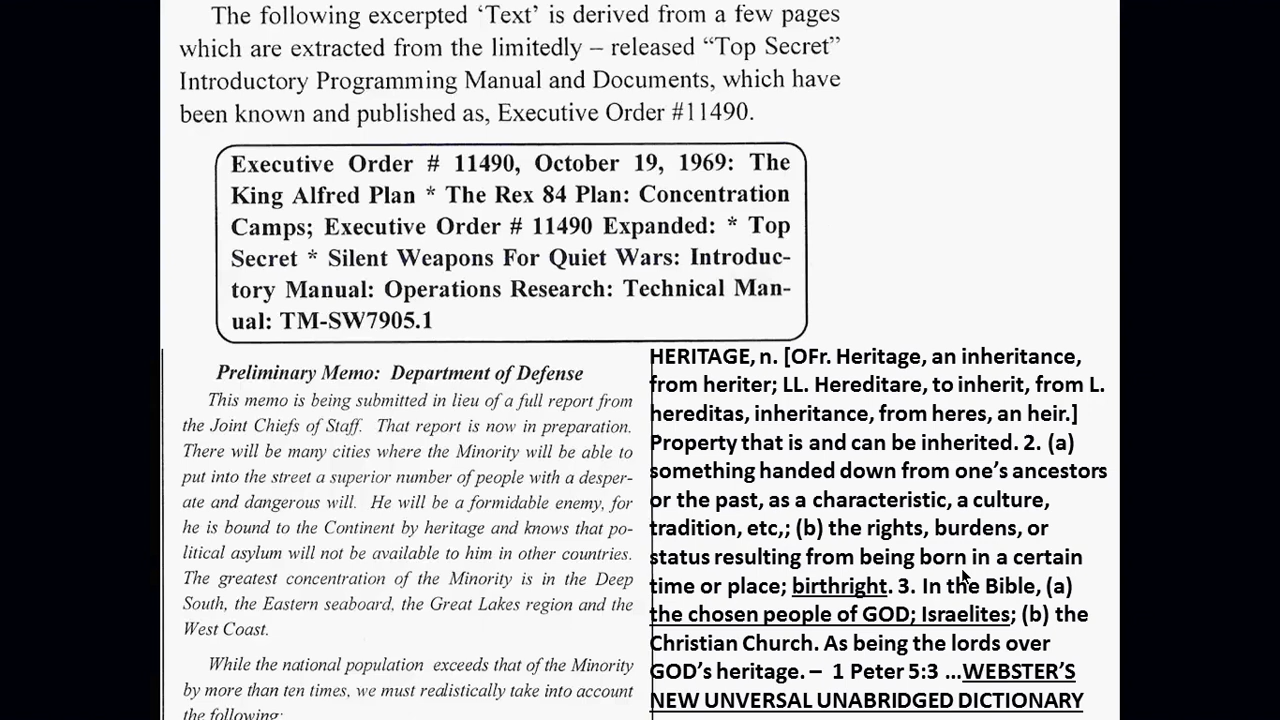 The following excerpted ‘Text’ is derived from a few pages
which are extracted from the limitedly – released “Top Secret”
Introductory Programming Manual and Documents, which have
been known and published as, Executive Order #11490.
Executive Order # 11490, October 19, 1969: The
King Alfred Plan * The Rex 84 Plan: Concentration
Camps; Executive Order # 11490 Expanded: * Top
Secret * Silent Weapons For Quiet Wars: Introduc-
tory Manual: Operations Research: Technical Man-
ual: TM-SW7905.1
Preliminary Memo: Department of Defense
This memo is being submitted in lieu of a full report from
the Joint Chiefs of Staff. That report is now in preparation.
There will be many cities where the Minority will be able to
put into the street a superior number of people with a desper-
ate and dangerous will. He will be a formidable enemy, for
he is bound to the Continent by heritage and knows that po-
litical asylum will not be available to him in other countries.
The greatest concentration of the Minority is in the Deep
South, the Eastern seaboard, the Great Lakes region and the
West Coast.
While the national population exceeds that of the Minority
by more than ten times, we must realistically take into account
the following:
HERITAGE, n. [OFr. Heritage, an inheritance,
from heriter; LL. Hereditare, to inherit, from L.
hereditas, inheritance, from heres, an heir.]
Property that is and can be inherited. 2. (a)
something handed down from one’s ancestors
or the past, as a characteristic, a culture,
tradition, etc,; (b) the rights, burdens, or
status resulting from being born in a certain
time or place; birthright. 3. In the Bible, (a)
the chosen people of GOD; Israelites; (b) the
Christian Church. As being the lords over
GOD’s heritage. – 1 Peter 5:3 ...WEBSTER’S
NEW UNVERSAL UNABRIDGED DICTIONARY